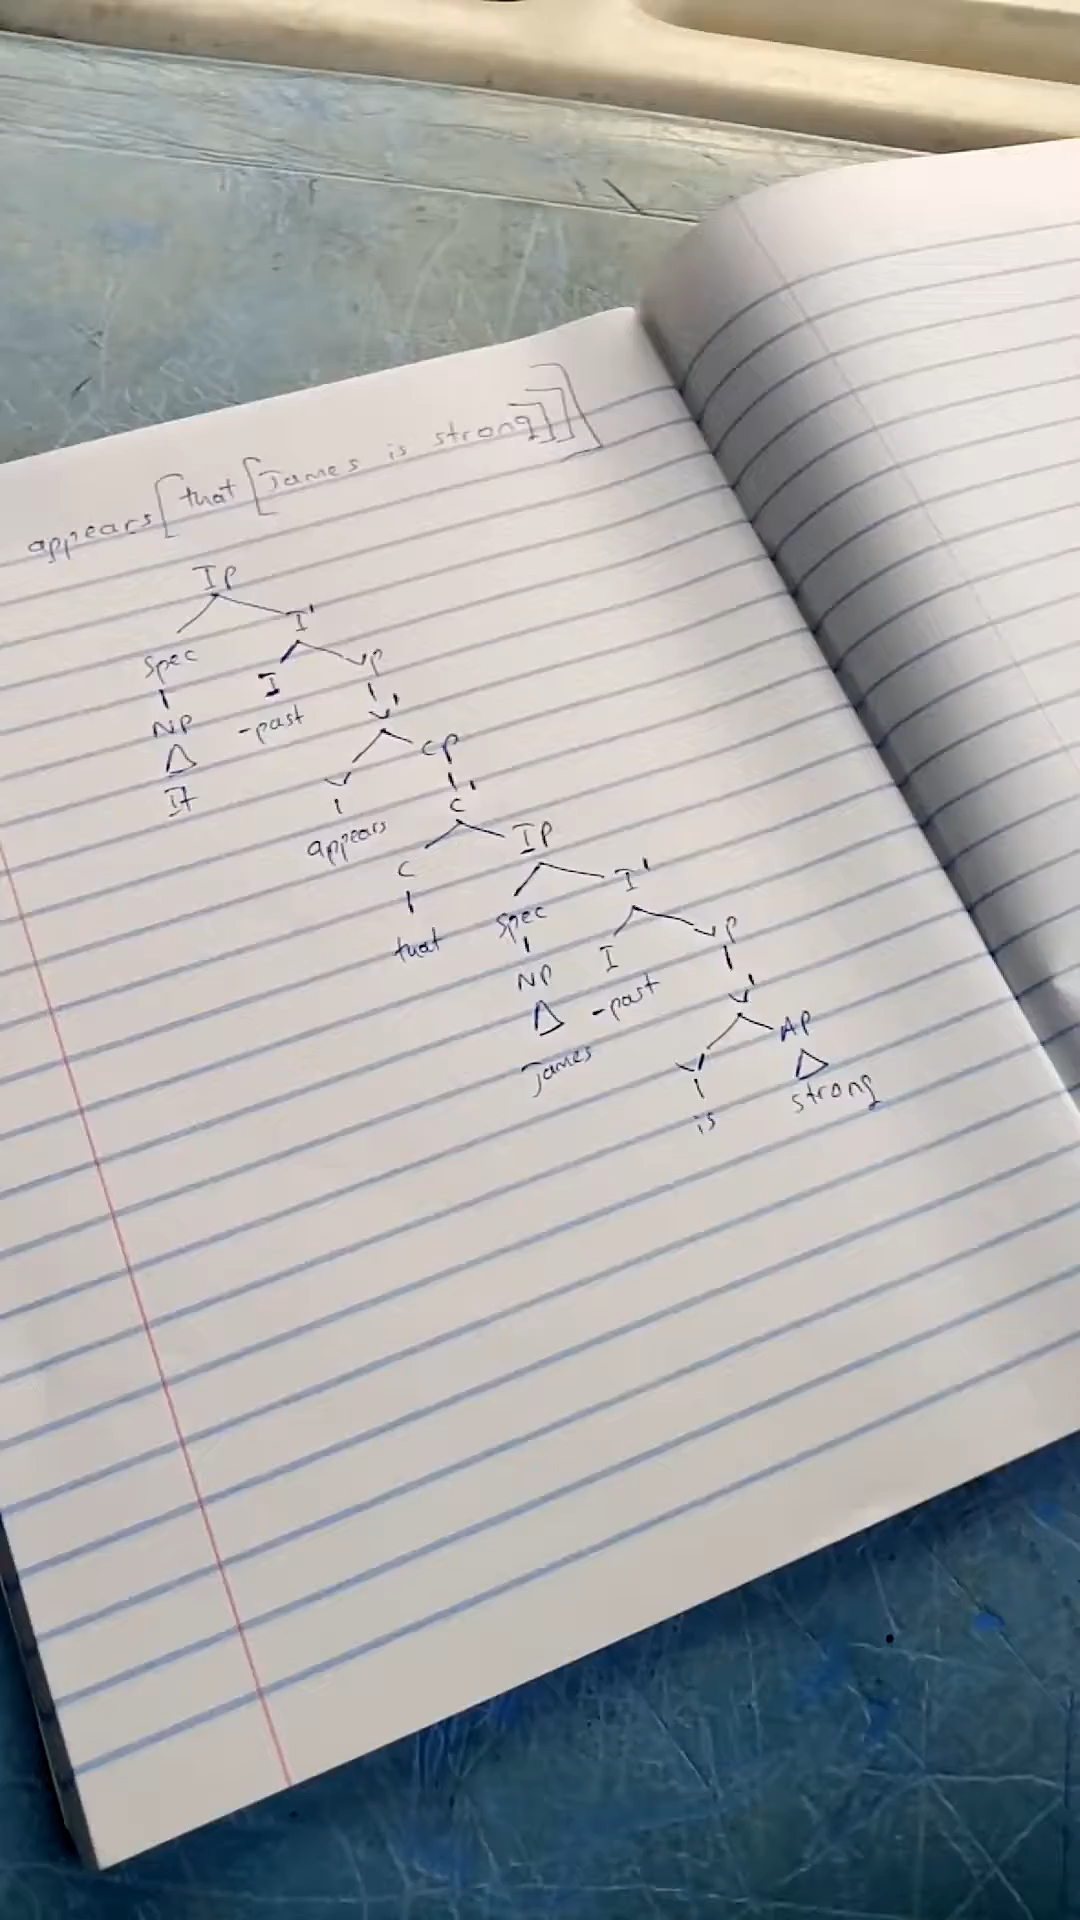 appears[that[James is strong]]]
IP
Spec I'
NP I VP
It -past V'
V CP
appears C'
C IP
that Spec I'
NP I VP
James -past V'
V AP
is strong